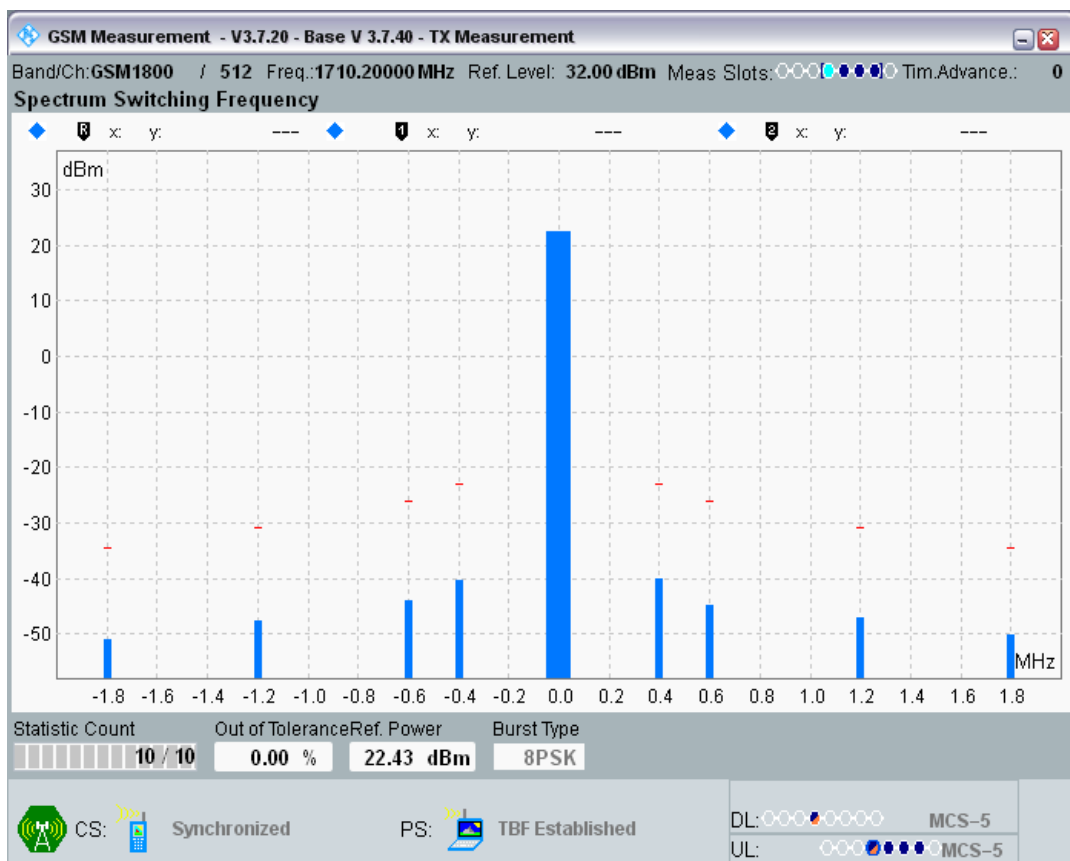 GSM Measurement - V3.7.20 - Base V 3.7.40 - TX Measurement
Band/Ch:GSM1800 / 512 Freq.:1710.20000 MHz Ref. Level: 32.00 dBm Meas Slots: Tim.Advance.: 0
Spectrum Switching Frequency
R x: y: --- 1 x: y: --- 2 x: y: ---
dBm
30
20
10
0
-10
-20
-30
-40
-50
MHz
-1.8 -1.6 -1.4 -1.2 -1.0 -0.8 -0.6 -0.4 -0.2 0.0 0.2 0.4 0.6 0.8 1.0 1.2 1.4 1.6 1.8
Statistic Count Out of Tolerance Ref. Power Burst Type
10 / 10 0.00 % 22.43 dBm 8PSK
CS: Synchronized PS: TBF Established
DL: MCS-5
UL: MCS-5